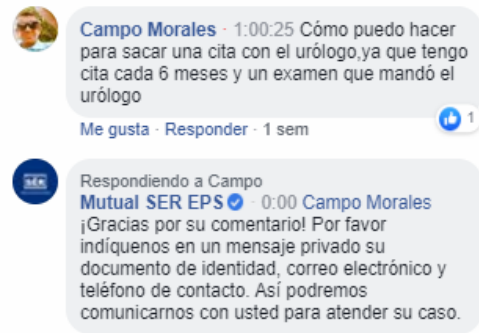 Campo Morales · 1:00:25 Cómo puedo hacer
para sacar una cita con el urólogo,ya que tengo
cita cada 6 meses y un examen que mandó el
urólogo
1
Me gusta · Responder · 1 sem
SER
Respondiendo a Campo
Mutual SER EPS · 0:00 Campo Morales
¡Gracias por su comentario! Por favor
indíquenos en un mensaje privado su
documento de identidad, correo electrónico y
teléfono de contacto. Así podremos
comunicarnos con usted para atender su caso.